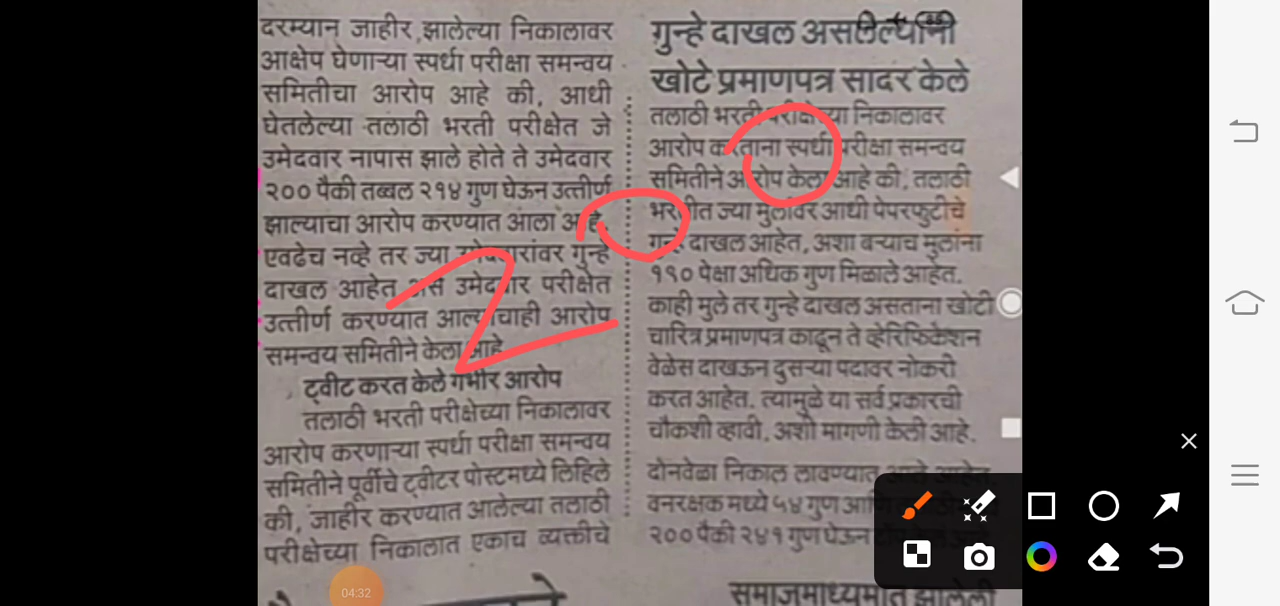 दरम्यान जाहीर झालेल्या निकालावर
आक्षेप घेणाऱ्या स्पर्धा परीक्षा समन्वय
समितीचा आरोप आहे की, आधी
घेतलेल्या तलाठी भरती परीक्षेत जे
उमेदवार नापास झाले होते ते उमेदवार
२०० पैकी तब्बल २१४ गुण घेऊन उत्तीर्ण
झाल्याचा आरोप करण्यात आला आहे.
एवढेच नव्हे तर ज्या उमेदवारांवर गुन्हे
दाखल आहेत असे उमेदवार परीक्षेत
उत्तीर्ण करण्यात आल्याचाही आरोप
समन्वय समितीने केला आहे
ट्वीट करत केले गंभीर आरोप
तलाठी भरती परीक्षेच्या निकालावर
आरोप करणाऱ्या स्पर्धा परीक्षा समन्वय
समितीने पूर्वीचे ट्वीटर पोस्टमध्ये लिहिले
की, जाहीर करण्यात आलेल्या तलाठी
परीक्षेच्या निकालात एकाच व्यक्तीचे
गुन्हे दाखल असलेल्यांनी
खोटे प्रमाणपत्र सादर केले
तलाठी भरती परीक्षेच्या निकालावर
आरोप करताना स्पर्धा परीक्षा समन्वय
समितीने आरोप केला आहे की, तलाठी
भरतीत ज्या मुलांवर आधी पेपरफुटीचे
गुन्हे दाखल आहेत, अशा बऱ्याच मुलांना
१९० पेक्षा अधिक गुण मिळाले आहेत.
काही मुले तर गुन्हे दाखल असताना खोटी
चारित्र प्रमाणपत्र काढून ते व्हेरिफिकेशन
वेळेस दाखऊन दुसऱ्या पदावर नोकरी
करत आहेत. त्यामुळे या सर्व प्रकारची
चौकशी व्हावी, अशी मागणी केली आहे.
दोनवेळा निकाल लावण्यात आले आहेत.
वनरक्षक मध्ये ५४ गुण आणि
२०० पैकी २४१ गुण घेऊन
समाजमाध्यमात झालेली
04:32